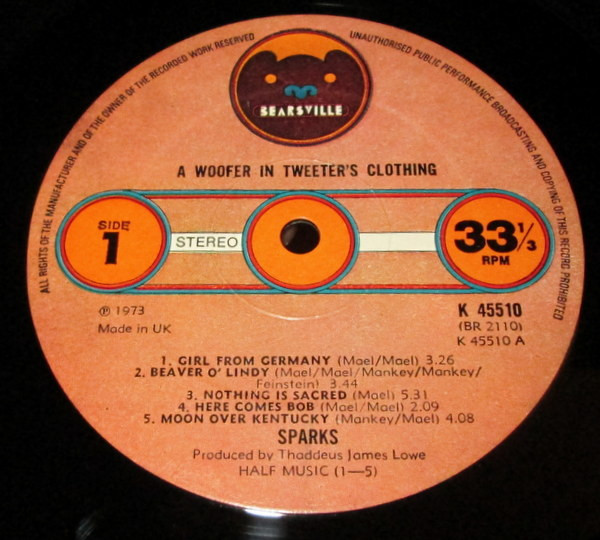 ALL RIGHTS OF THE MANUFACTURER AND OF THE OWNER OF THE RECORDED WORK RESERVED
UNAUTHORISED PUBLIC PERFORMANCE BROADCASTING AND COPYING OF THIS RECORD PROHIBITED
BEARSVILLE
A WOOFER IN TWEETER'S CLOTHING
SIDE
1
STEREO
33 1/3
RPM
℗ 1973
Made in UK
K 45510
(BR 2110)
K 45510 A
1. GIRL FROM GERMANY (Mael/Mael) 3.26
2. BEAVER O' LINDY (Mael/Mael/Mankey/Mankey/
Feinstein) 3.44
3. NOTHING IS SACRED (Mael) 5.31
4. HERE COMES BOB (Mael/Mael) 2.09
5. MOON OVER KENTUCKY (Mankey/Mael) 4.08
SPARKS
Produced by Thaddeus James Lowe
HALF MUSIC (1—5)